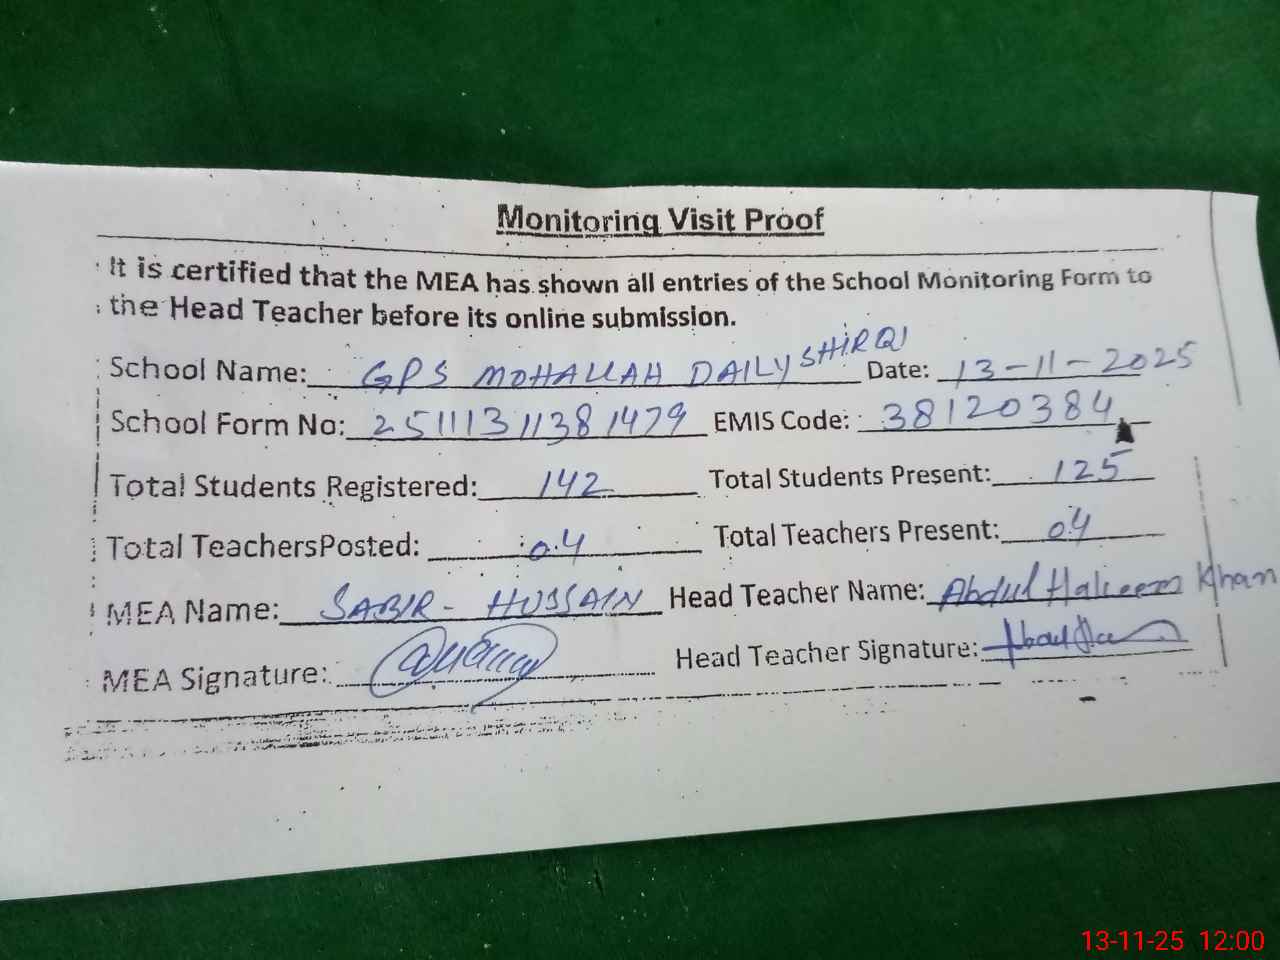 Monitoring Visit Proof
It is certified that the MEA has shown all entries of the School Monitoring Form to
the Head Teacher before its online submission.
School Name: GPS MOHALLAH DAILY SHIRQI Date: 13-11-2025
School Form No: 25111311381479 EMIS Code: 38120384
Total Students Registered: 142 Total Students Present: 125
Total TeachersPosted: 04 Total Teachers Present: 04
MEA Name: SABIR - HUSSAIN Head Teacher Name: Abdul Hakeem Khan
MEA Signature: Head Teacher Signature:
13-11-25 12:00